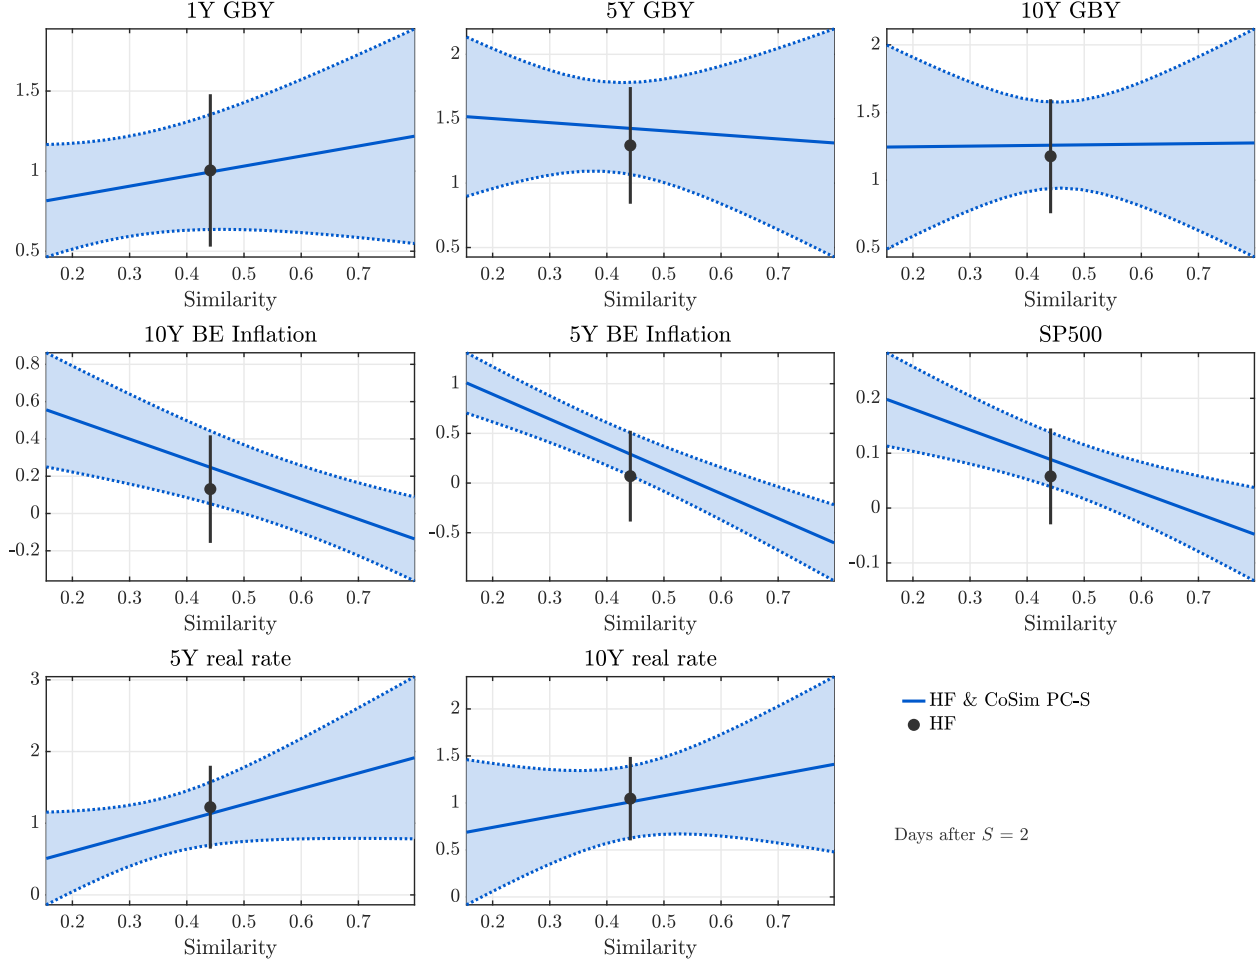 1Y GBY
5Y GBY
10Y GBY
1.5
1
0.5
2
1.5
1
0.5
2
1.5
1
0.5
0.2 0.3 0.4 0.5 0.6 0.7
0.2 0.3 0.4 0.5 0.6 0.7
0.2 0.3 0.4 0.5 0.6 0.7
Similarity
Similarity
Similarity
10Y BE Inflation
5Y BE Inflation
SP500
0.8
0.6
0.4
0.2
0
-0.2
1
0.5
0
-0.5
0.2
0.1
0
-0.1
0.2 0.3 0.4 0.5 0.6 0.7
0.2 0.3 0.4 0.5 0.6 0.7
0.2 0.3 0.4 0.5 0.6 0.7
Similarity
Similarity
Similarity
5Y real rate
10Y real rate
3
2
1
0
2
1.5
1
0.5
0
0.2 0.3 0.4 0.5 0.6 0.7
0.2 0.3 0.4 0.5 0.6 0.7
Similarity
Similarity
HF & CoSim PC-S
HF
Days after S = 2